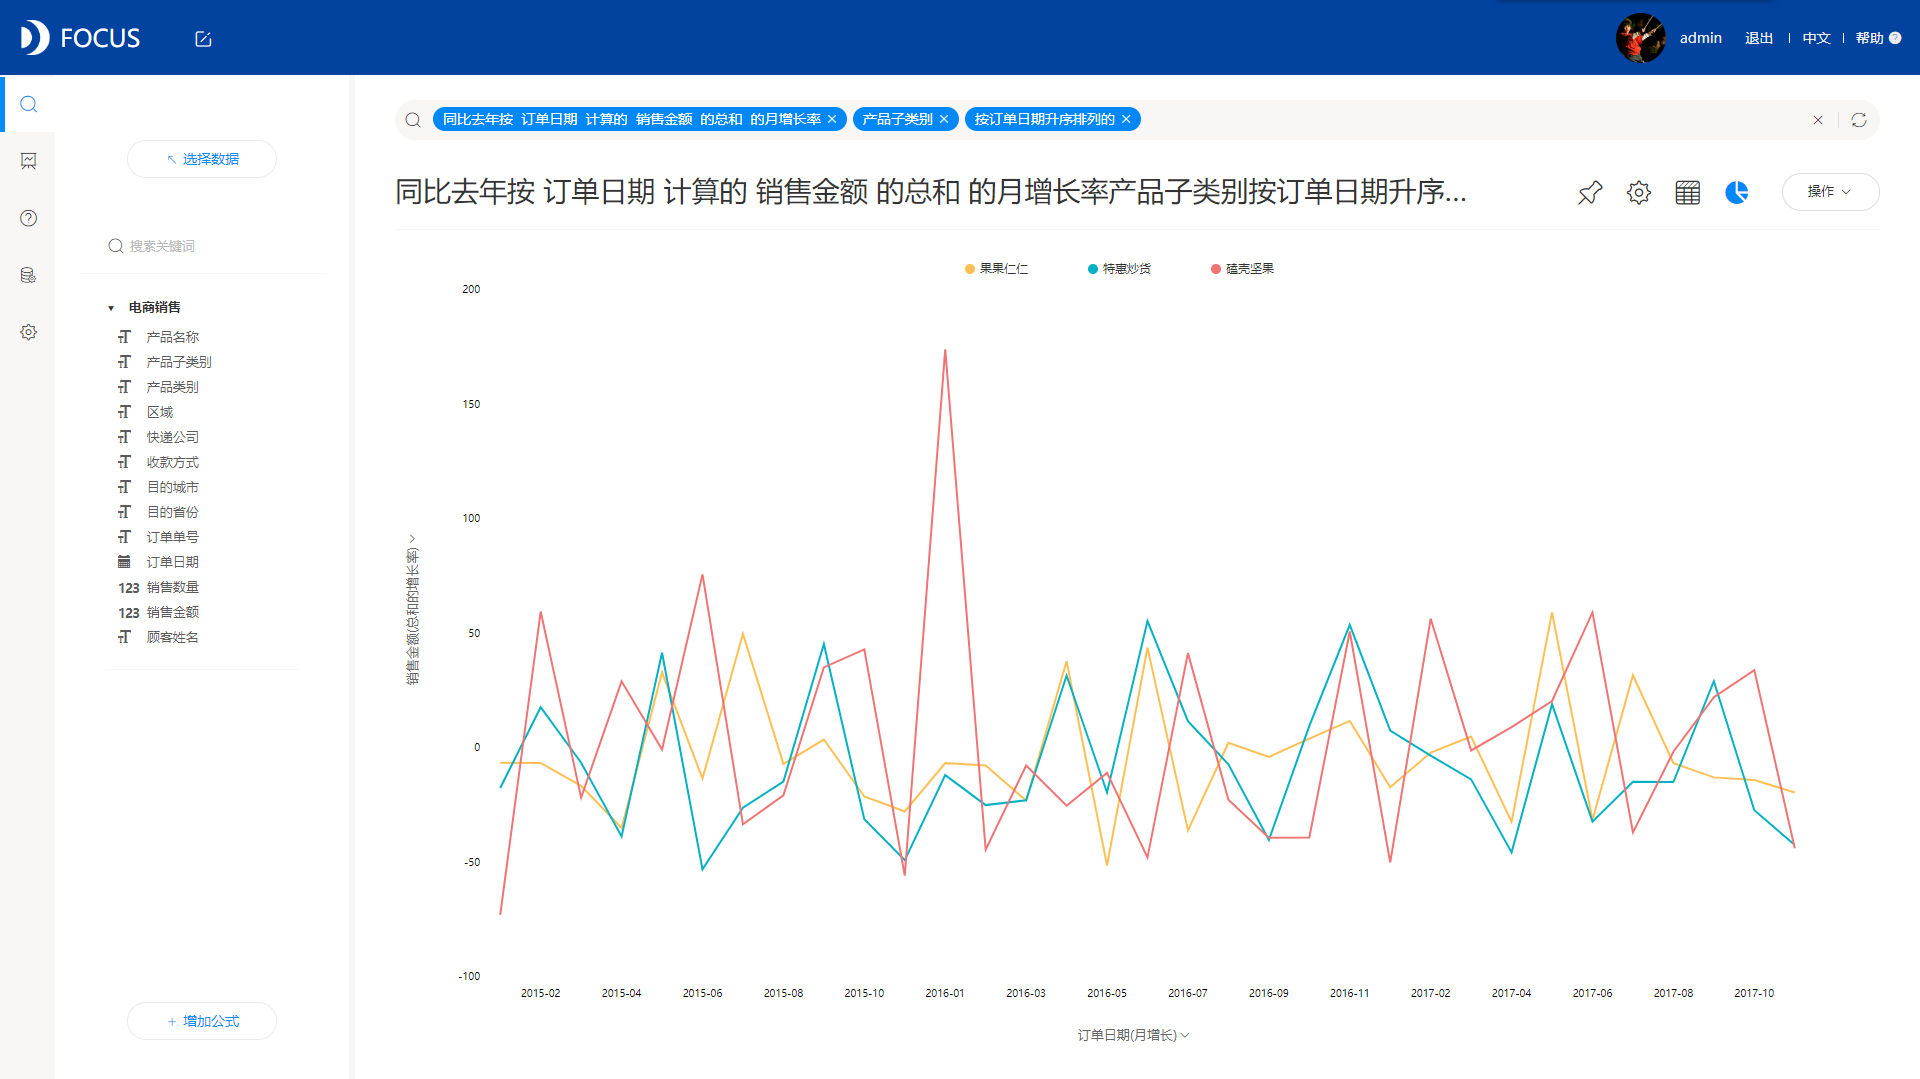 FOCUS
admin 退出 中文 帮助 ?
同比去年按 订单日期 计算的 销售金额 的总和 的月增长率 × 产品子类别 × 按订单日期升序排列的 ×
选择数据
同比去年按 订单日期 计算的 销售金额 的总和 的月增长率产品子类别按订单日期升序...
操作
搜索关键词
电商销售
产品名称
产品子类别
产品类别
区域
快递公司
收款方式
目的城市
目的省份
订单单号
订单日期
123 销售数量
123 销售金额
顾客姓名
+ 增加公式
果果仁仁 特惠炒货 磕壳坚果
200
150
100
50
0
-50
-100
销售金额(总和的增长率)
2015-02 2015-04 2015-06 2015-08 2015-10 2016-01 2016-03 2016-05 2016-07 2016-09 2016-11 2017-02 2017-04 2017-06 2017-08 2017-10
订单日期(月增长)